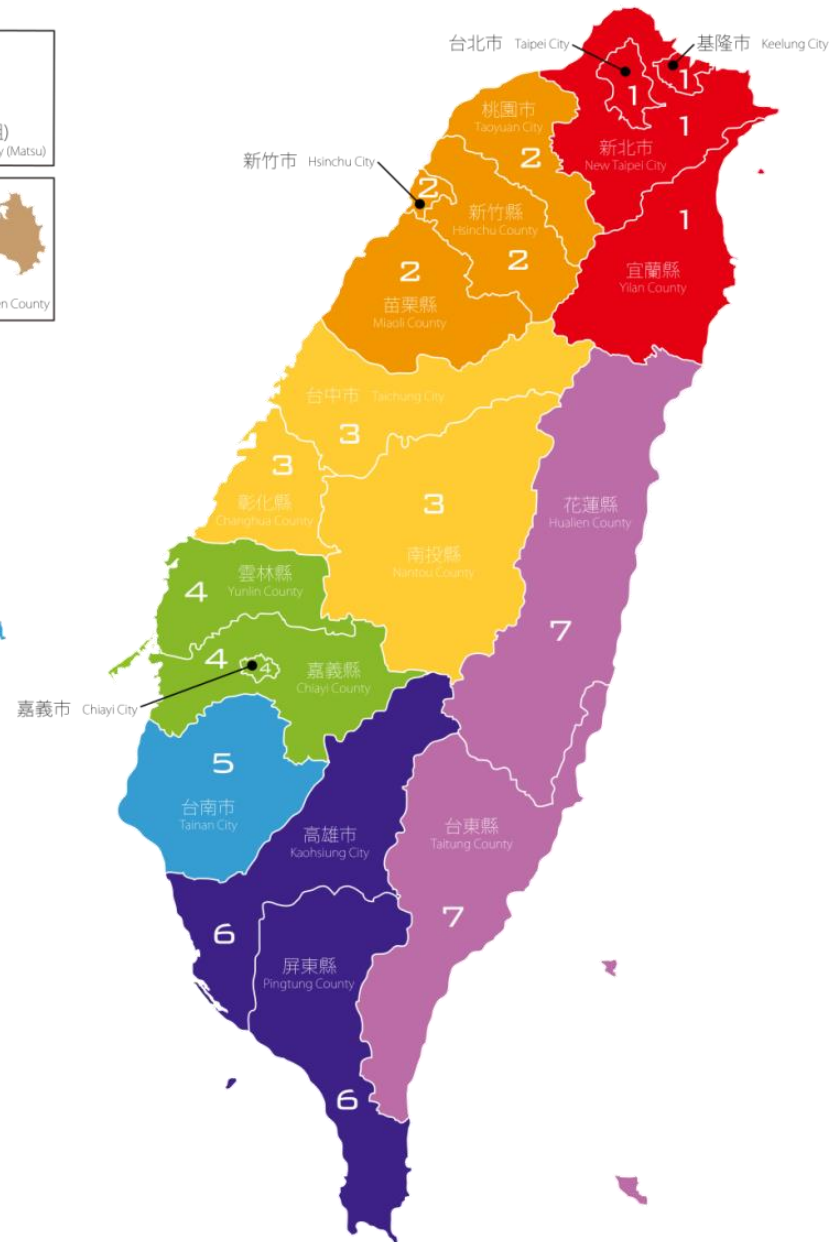 台北市 Taipei City
基隆市 Keelung City
1
1
桃園市
Taoyuan City
1
(Matsu)
新北市
New Taipei City
2
新竹市 Hsinchu City
2
新竹縣
Hsinchu County
1
2
2
宜蘭縣
Yilan County
County
苗栗縣
Miaoli County
台中市 Taichung City
3
3
3
彰化縣
Changhua County
花蓮縣
Hualien County
南投縣
Nantou County
雲林縣
Yunlin County
4
7
4
4
嘉義縣
Chiayi County
嘉義市 Chiayi City
5
台南市
Tainan City
高雄市
Kaohsiung City
台東縣
Taitung County
7
6
屏東縣
Pingtung County
6